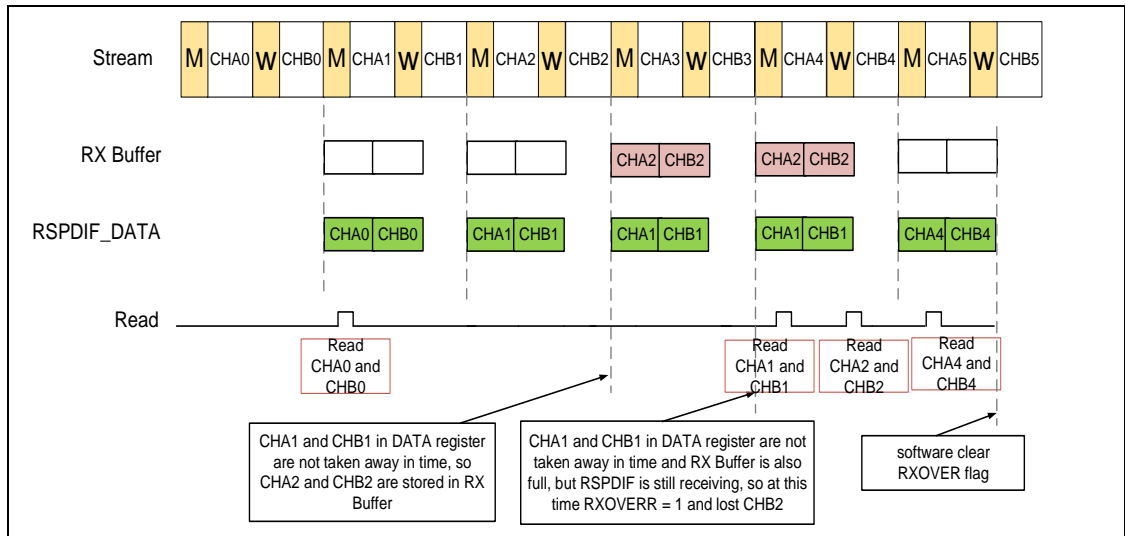 Stream M CHA0 W CHB0 M CHA1 W CHB1 M CHA2 W CHB2 M CHA3 W CHB3 M CHA4 W CHB4 M CHA5 W CHB5
RX Buffer CHA2 CHB2 CHA2 CHB2
RSPDIF_DATA CHA0 CHB0 CHA1 CHB1 CHA1 CHB1 CHA1 CHB1 CHA4 CHB4
Read
Read
CHA0 and
CHB0
Read
CHA1 and
CHB1
Read
CHA2 and
CHB2
Read
CHA4 and
CHB4
CHA1 and CHB1 in DATA register
are not taken away in time, so
CHA2 and CHB2 are stored in RX
Buffer
CHA1 and CHB1 in DATA register are not
taken away in time and RX Buffer is also
full, but RSPDIF is still receiving, so at this
time RXOVERR = 1 and lost CHB2
software clear
RXOVER flag